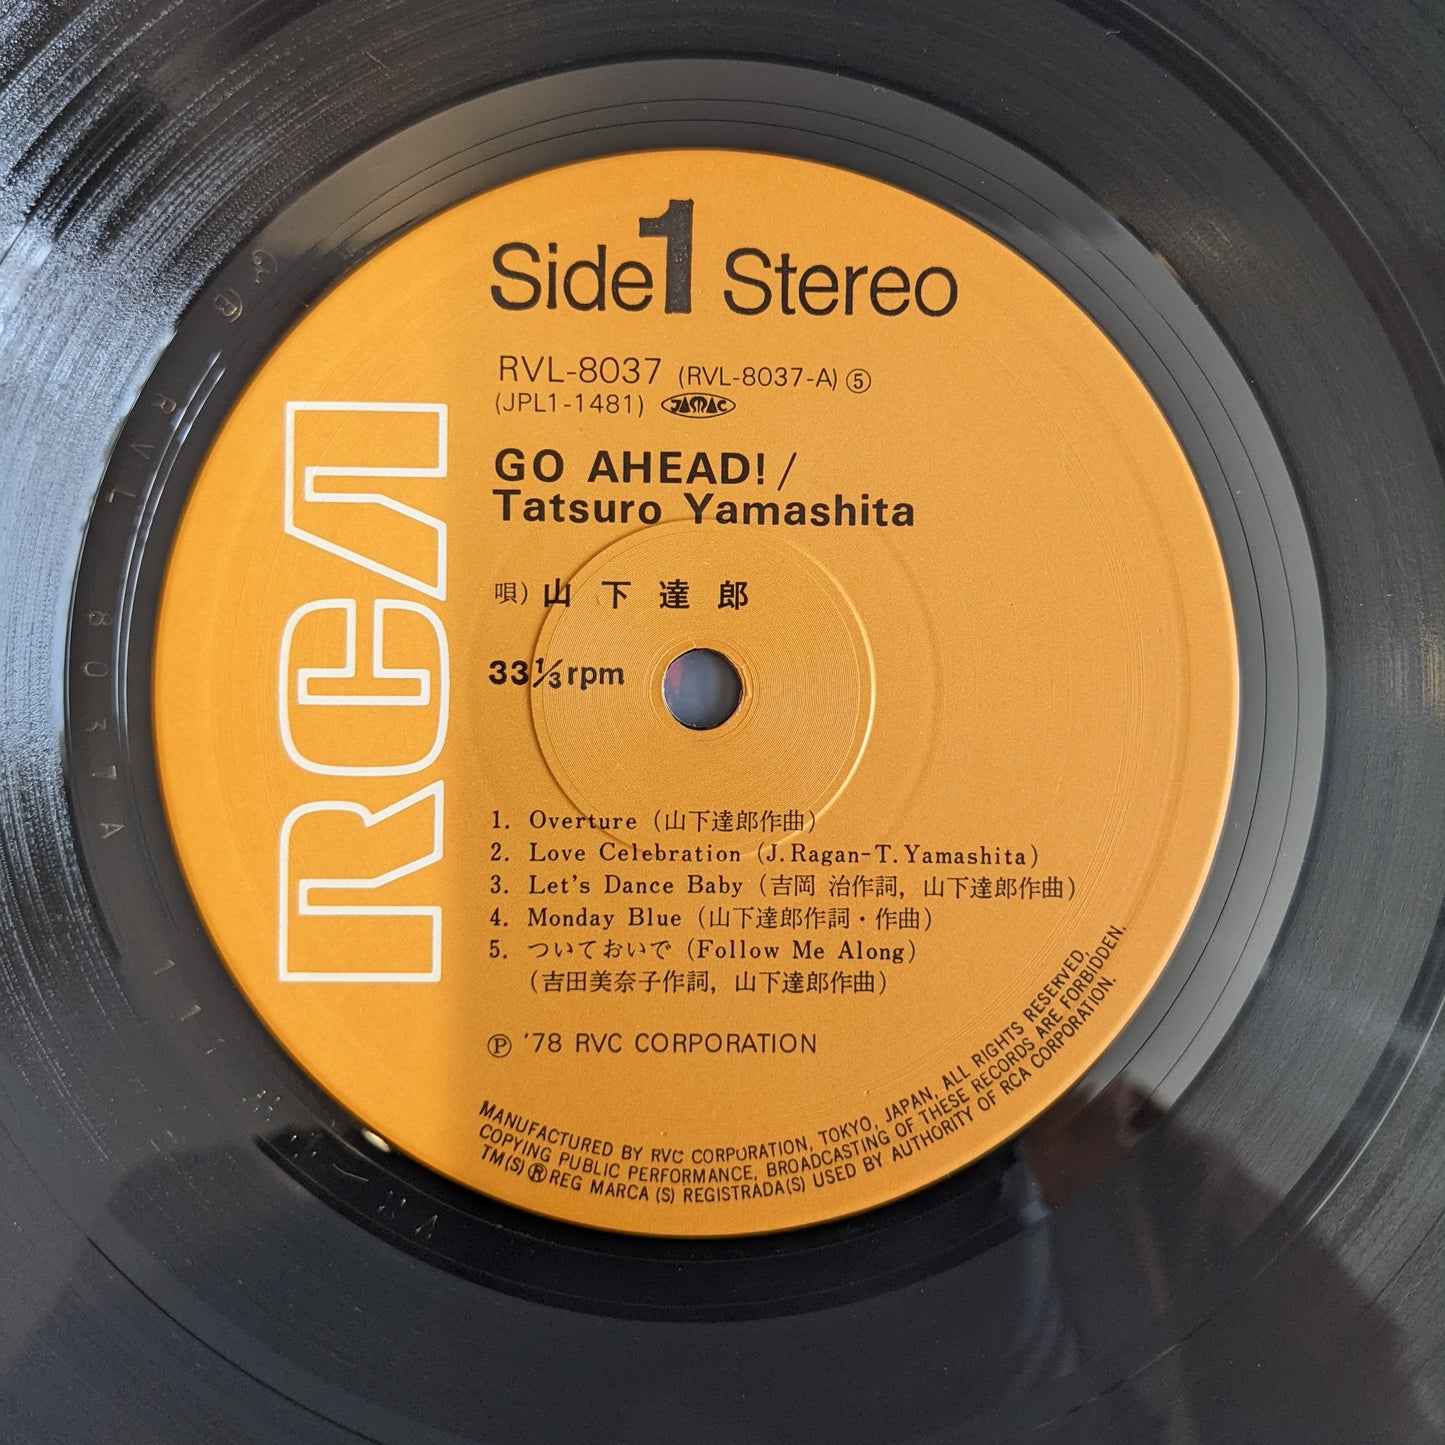 Side 1 Stereo
RVL-8037 (RVL-8037-A) ⑤
(JPL1-1481) JASRAC
GO AHEAD! /
Tatsuro Yamashita
唄) 山下達郎
33⅓rpm
RCA
1. Overture (山下達郎作曲)
2. Love Celebration (J. Ragan-T. Yamashita)
3. Let's Dance Baby (吉岡 治作詞, 山下達郎作曲)
4. Monday Blue (山下達郎作詞・作曲)
5. ついておいで (Follow Me Along)
(吉田美奈子作詞, 山下達郎作曲)
Ⓟ '78 RVC CORPORATION
MANUFACTURED BY RVC CORPORATION, TOKYO, JAPAN, ALL RIGHTS RESERVED,
COPYING PUBLIC PERFORMANCE, BROADCASTING OF THESE RECORDS ARE FORBIDDEN.
TM(S) ® REG MARCA (S) REGISTRADA(S) USED BY AUTHORITY OF RCA CORPORATION.
RVL 8037A